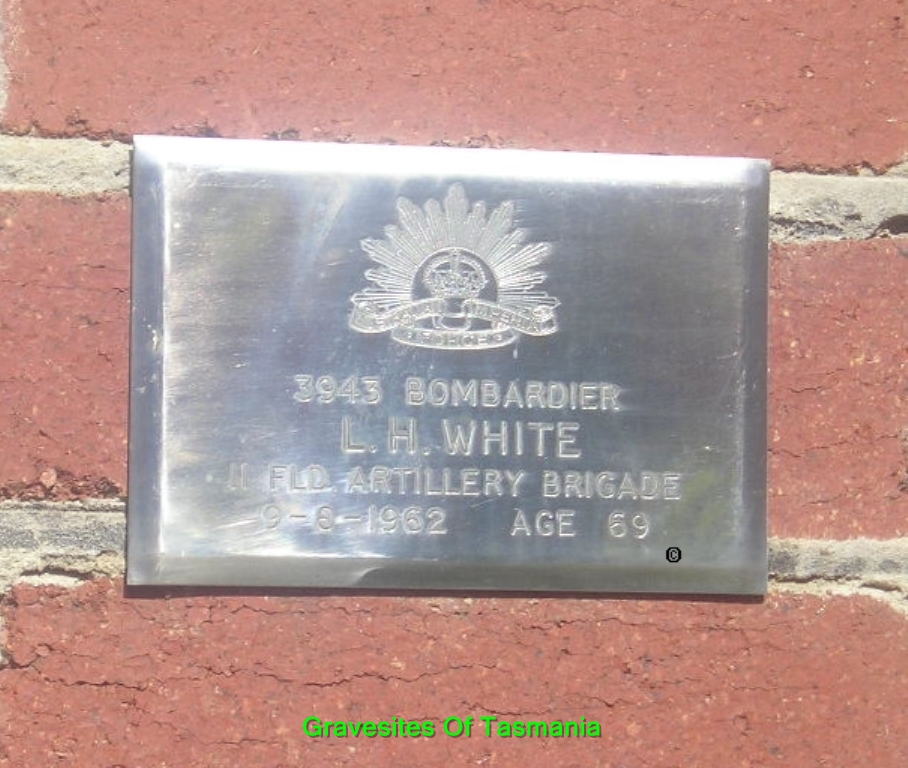 3943 BOMBARDIER
L. H. WHITE
11 FLD. ARTILLERY BRIGADE
9-8-1962 AGE 69
©
Gravesites Of Tasmania